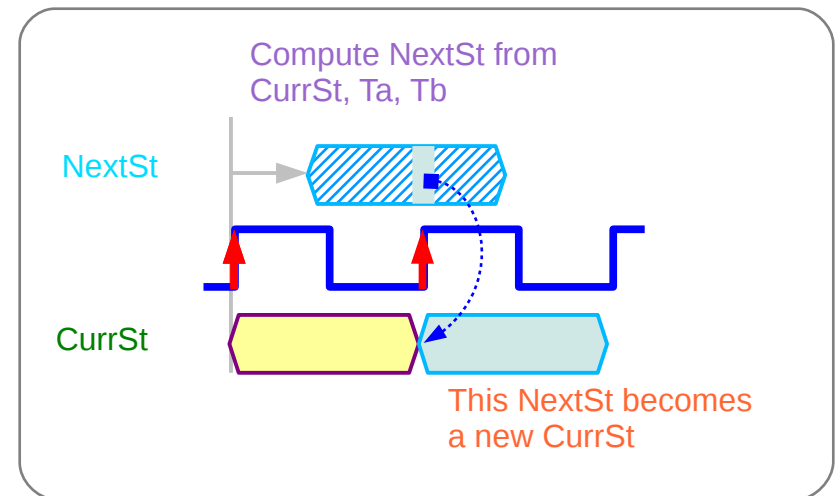 Compute NextSt from
CurrSt, Ta, Tb
NextSt
CurrSt
This NextSt becomes
a new CurrSt